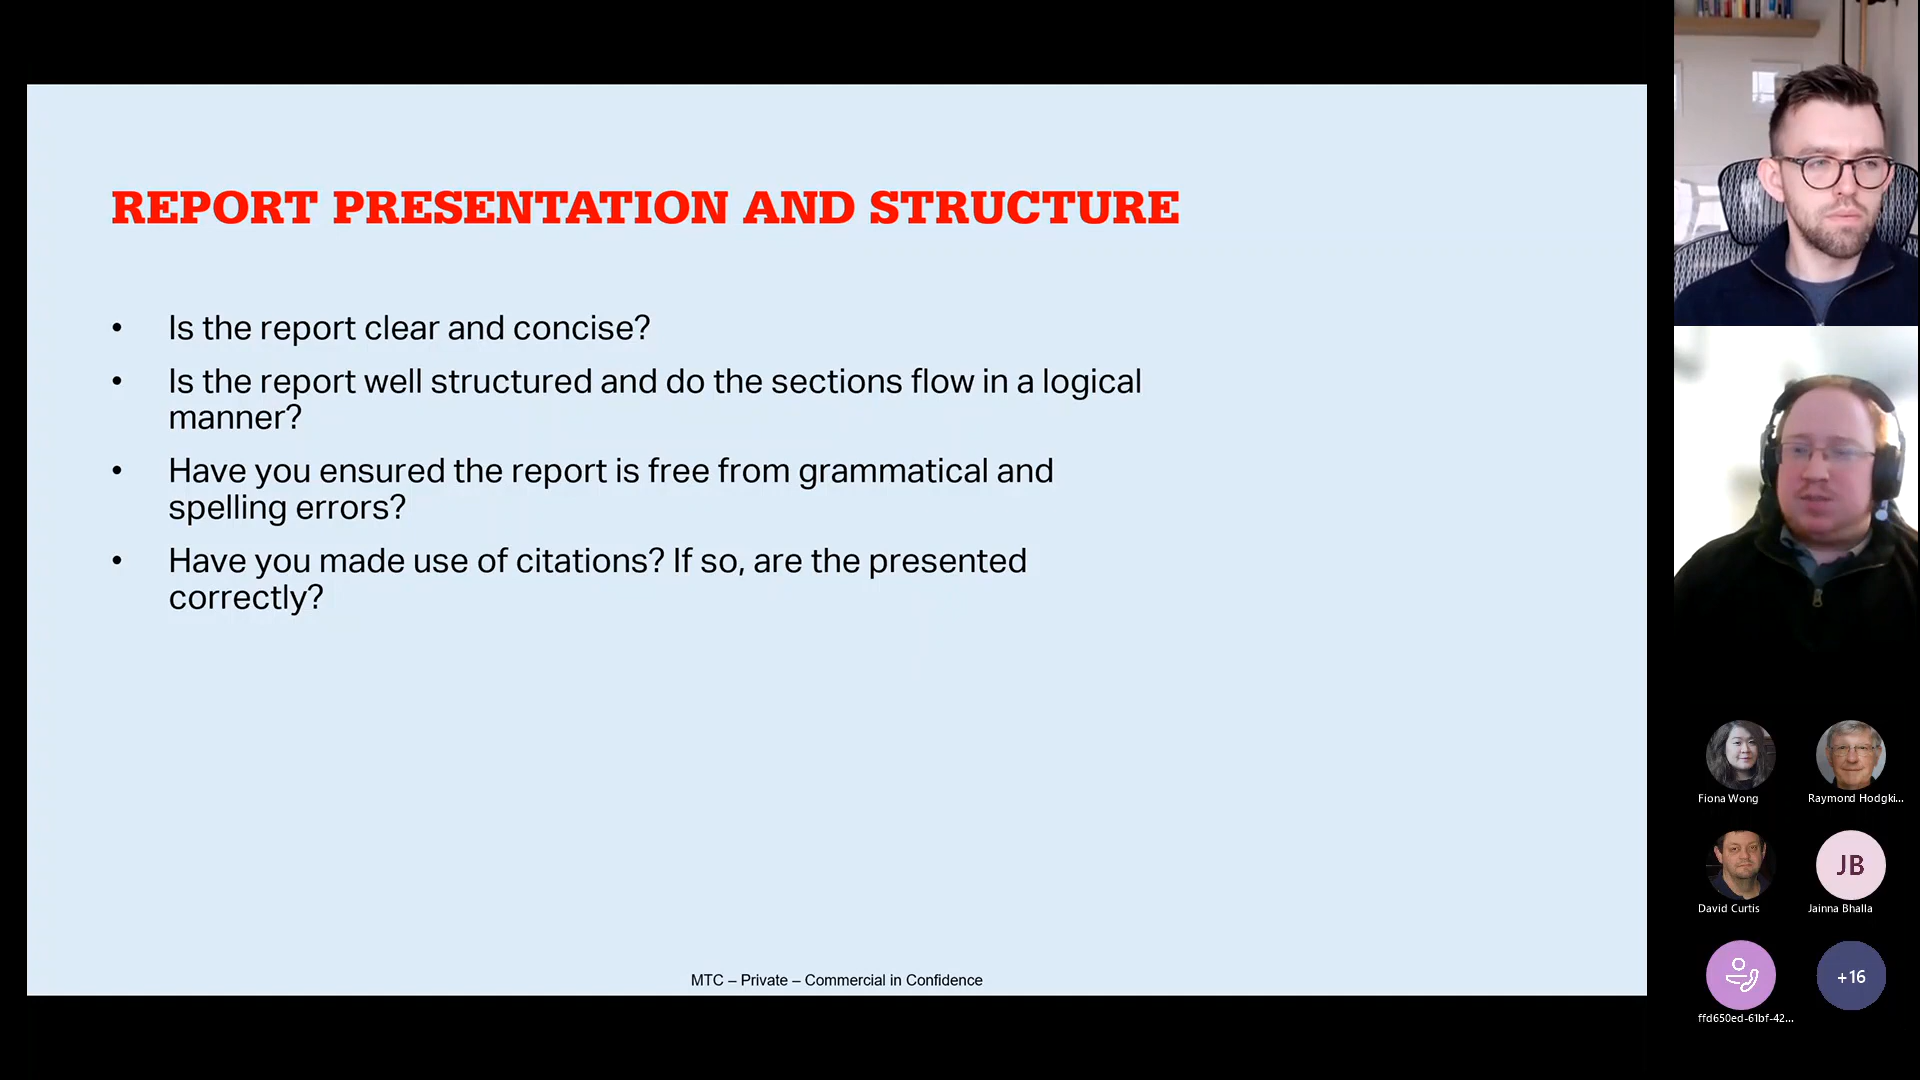 REPORT PRESENTATION AND STRUCTURE
• Is the report clear and concise?
• Is the report well structured and do the sections flow in a logical
manner?
• Have you ensured the report is free from grammatical and
spelling errors?
• Have you made use of citations? If so, are the presented
correctly?
MTC – Private – Commercial in Confidence
Fiona Wong
Raymond Hodgki...
JB
David Curtis
Jainna Bhalla
+16
ffd650ed-61bf-42...